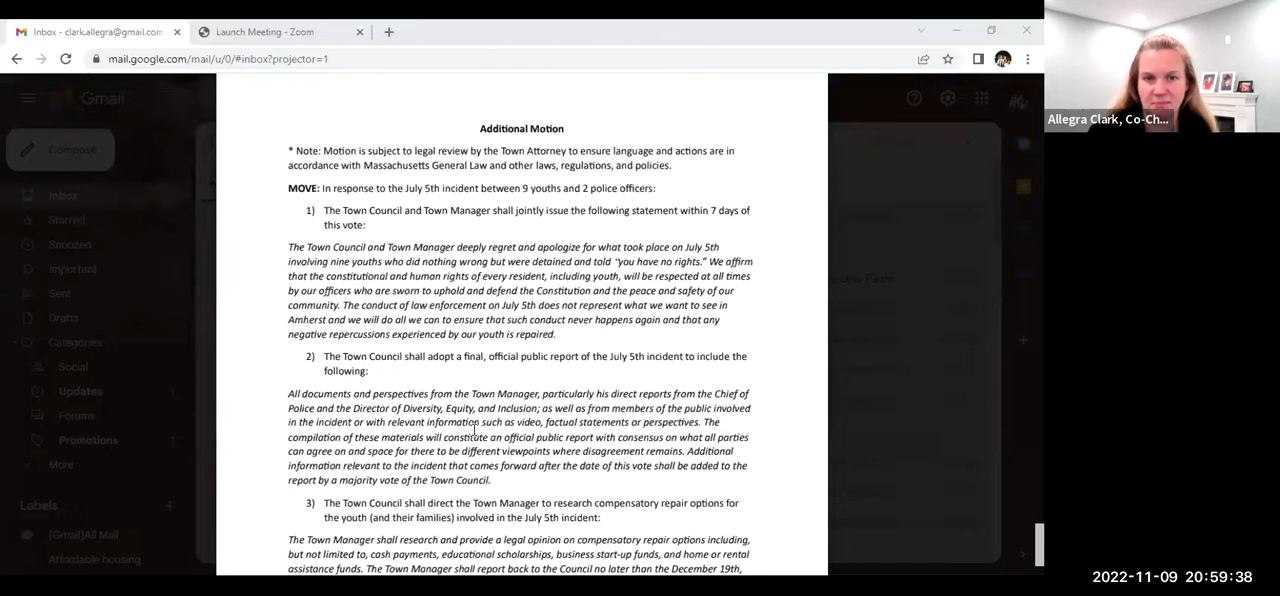 Inbox - clark.allegra@gmail.com
Launch Meeting - Zoom
mail.google.com/mail/u/0/#inbox?projector=1
Gmail
Compose
Inbox
Starred
Snoozed
Important
Sent
Drafts
Categories
Social
Updates
Forums
Promotions
More
Labels
[Gmail]All Mail
Affordable housing
Additional Motion
* Note: Motion is subject to legal review by the Town Attorney to ensure language and actions are in
accordance with Massachusetts General Law and other laws, regulations, and policies.
MOVE: In response to the July 5th incident between 9 youths and 2 police officers:
1) The Town Council and Town Manager shall jointly issue the following statement within 7 days of
this vote:
The Town Council and Town Manager deeply regret and apologize for what took place on July 5th
involving nine youths who did nothing wrong but were detained and told “you have no rights.” We affirm
that the constitutional and human rights of every resident, including youth, will be respected at all times
by our officers who are sworn to uphold and defend the Constitution and the peace and safety of our
community. The conduct of law enforcement on July 5th does not represent what we want to see in
Amherst and we will do all we can to ensure that such conduct never happens again and that any
negative repercussions experienced by our youth is repaired.
2) The Town Council shall adopt a final, official public report of the July 5th incident to include the
following:
All documents and perspectives from the Town Manager, particularly his direct reports from the Chief of
Police and the Director of Diversity, Equity, and Inclusion; as well as from members of the public involved
in the incident or with relevant information such as video, factual statements or perspectives. The
compilation of these materials will constitute an official public report with consensus on what all parties
can agree on and space for there to be different viewpoints where disagreement remains. Additional
information relevant to the incident that comes forward after the date of this vote shall be added to the
report by a majority vote of the Town Council.
3) The Town Council shall direct the Town Manager to research compensatory repair options for
the youth (and their families) involved in the July 5th incident:
The Town Manager shall research and provide a legal opinion on compensatory repair options including,
but not limited to, cash payments, educational scholarships, business start-up funds, and home or rental
assistance funds. The Town Manager shall report back to the Council no later than the December 19th,
Allegra Clark, Co-Ch...
2022-11-09 20:59:38